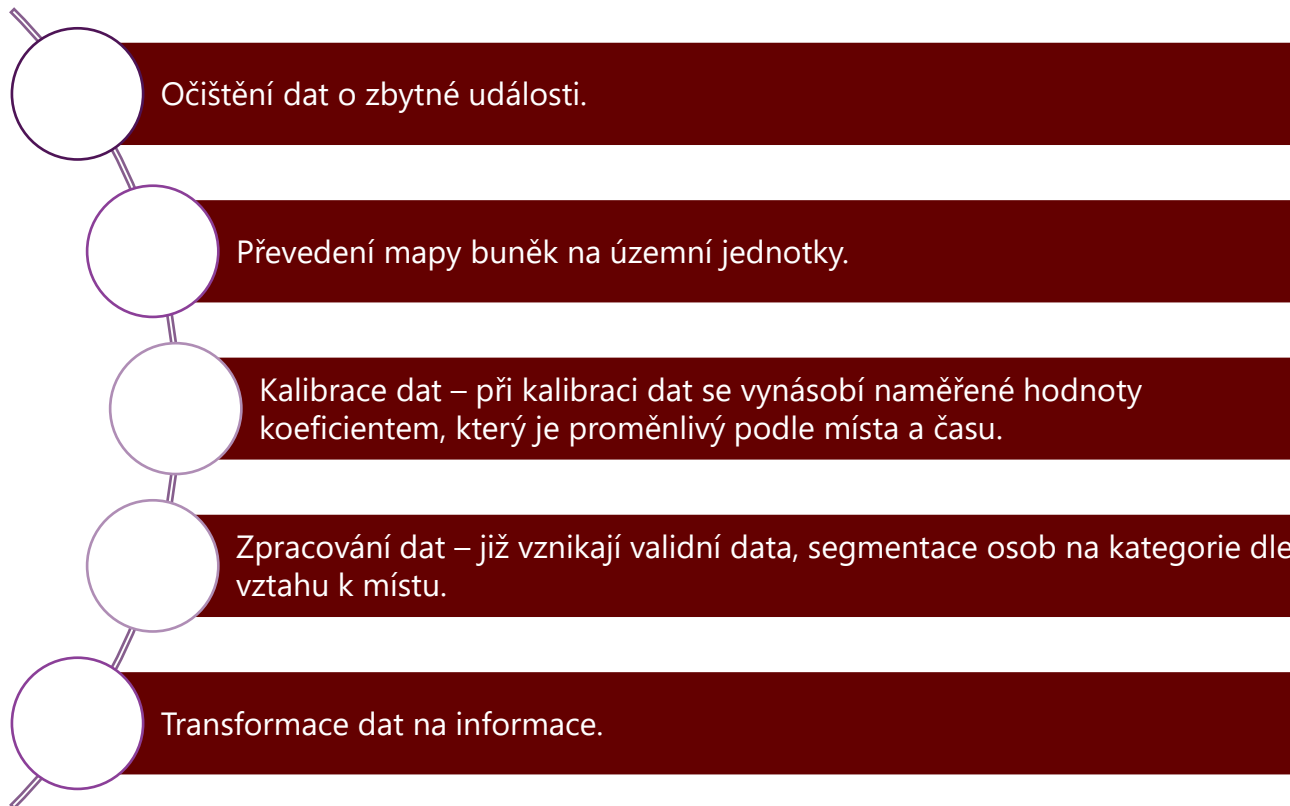 Očištění dat o zbytné události.
Převedení mapy buněk na územní jednotky.
Kalibrace dat – při kalibraci dat se vynásobí naměřené hodnoty
koeficientem, který je proměnlivý podle místa a času.
Zpracování dat – již vznikají validní data, segmentace osob na kategorie dle
vztahu k místu.
Transformace dat na informace.